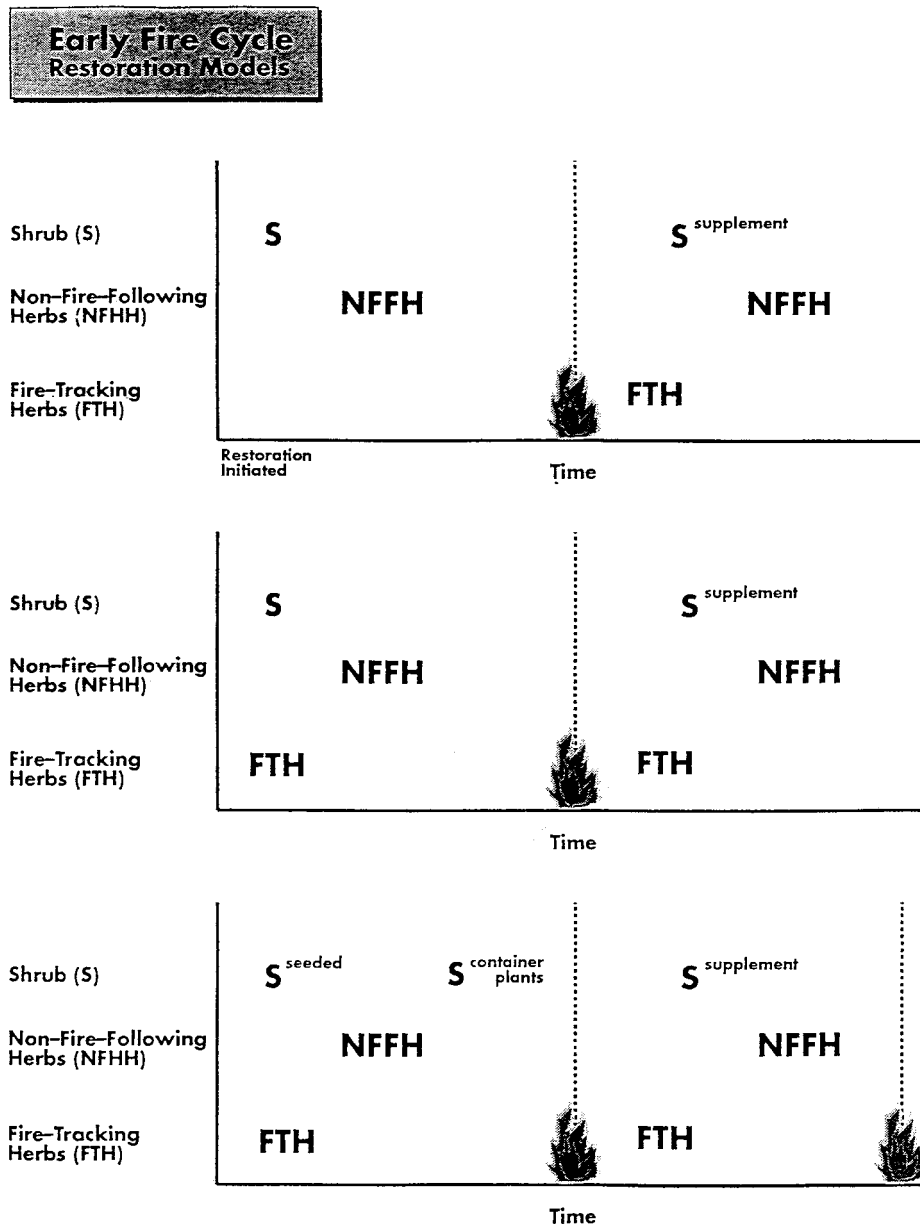 Early Fire Cycle
Restoration Models
Shrub (S)
S
S supplement
Non–Fire–Following
Herbs (NFHH)
NFFH
NFFH
Fire–Tracking
Herbs (FTH)
FTH
Restoration
Initiated
Time
Shrub (S)
S
S supplement
Non–Fire–Following
Herbs (NFHH)
NFFH
NFFH
Fire–Tracking
Herbs (FTH)
FTH
FTH
Time
Shrub (S)
S seeded
S container
plants
S supplement
Non–Fire–Following
Herbs (NFHH)
NFFH
NFFH
Fire–Tracking
Herbs (FTH)
FTH
FTH
Time